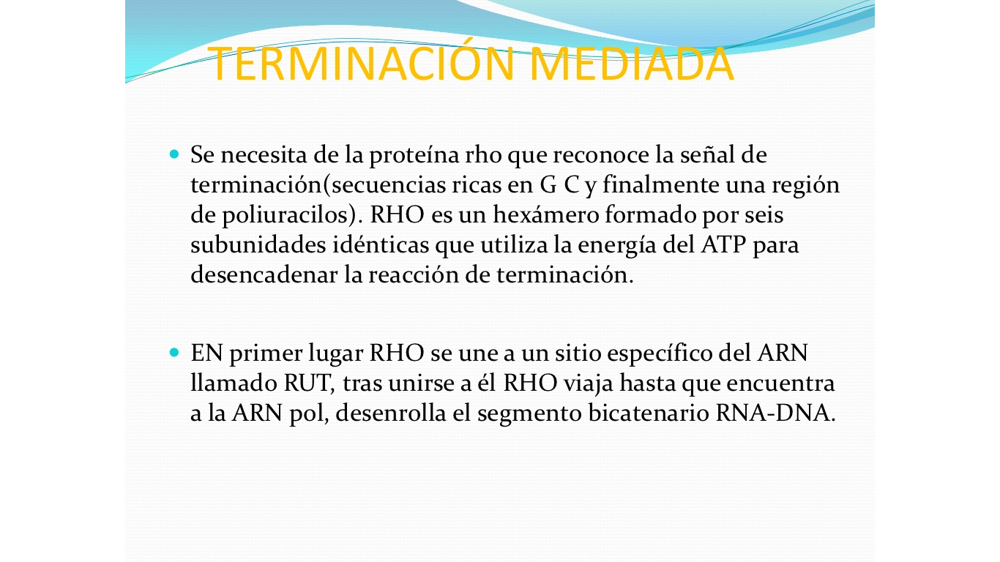 TERMINACIÓN MEDIADA
Se necesita de la proteína rho que reconoce la señal de
terminación(secuencias ricas en G C y finalmente una región
de poliuracilos). RHO es un hexámero formado por seis
subunidades idénticas que utiliza la energía del ATP para
desencadenar la reacción de terminación.
EN primer lugar RHO se une a un sitio específico del ARN
llamado RUT, tras unirse a él RHO viaja hasta que encuentra
a la ARN pol, desenrolla el segmento bicatenario RNA-DNA.